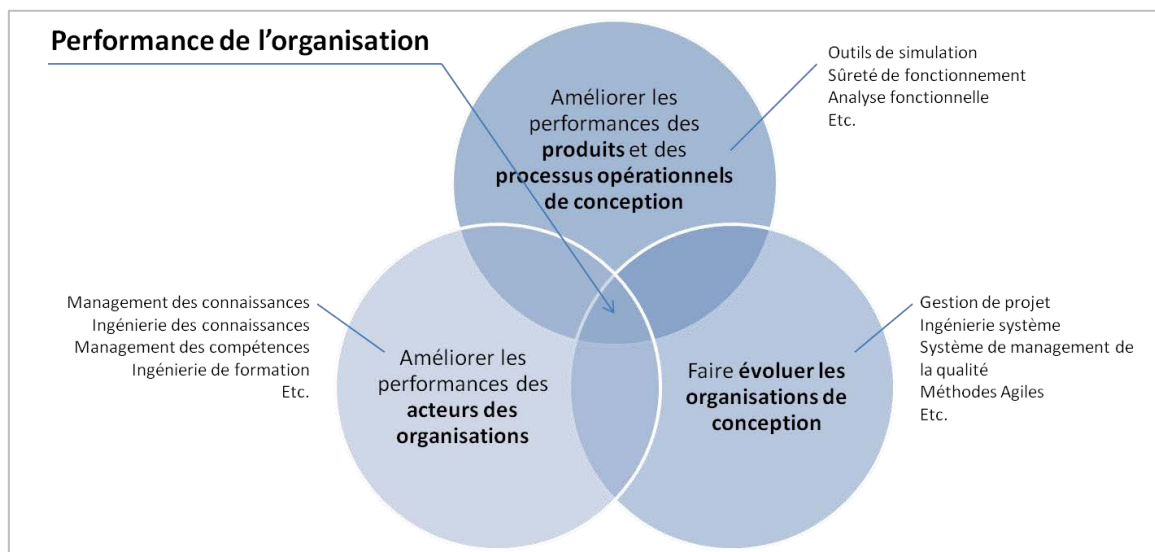 Performance de l’organisation
Améliorer les
performances des
produits et des
processus opérationnels
de conception
Outils de simulation
Sûreté de fonctionnement
Analyse fonctionnelle
Etc.
Management des connaissances
Ingénierie des connaissances
Management des compétences
Ingénierie de formation
Etc.
Améliorer les
performances des
acteurs des
organisations
Faire évoluer les
organisations de
conception
Gestion de projet
Ingénierie système
Système de management de
la qualité
Méthodes Agiles
Etc.